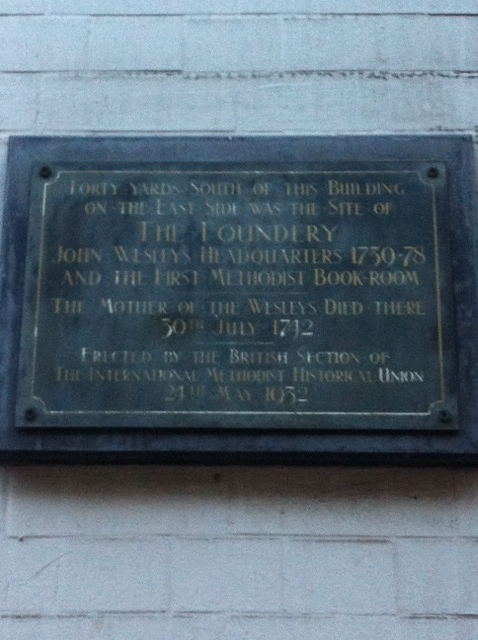 Forty yards South of this Building
on the East Side was the Site of
The Foundery
John Wesley's Headquarters 1739-78
and the First Methodist Book-Room
The Mother of the Wesleys Died there
30th July 1742
Erected by the British Section of
The International Methodist Historical Union
24th May 1932